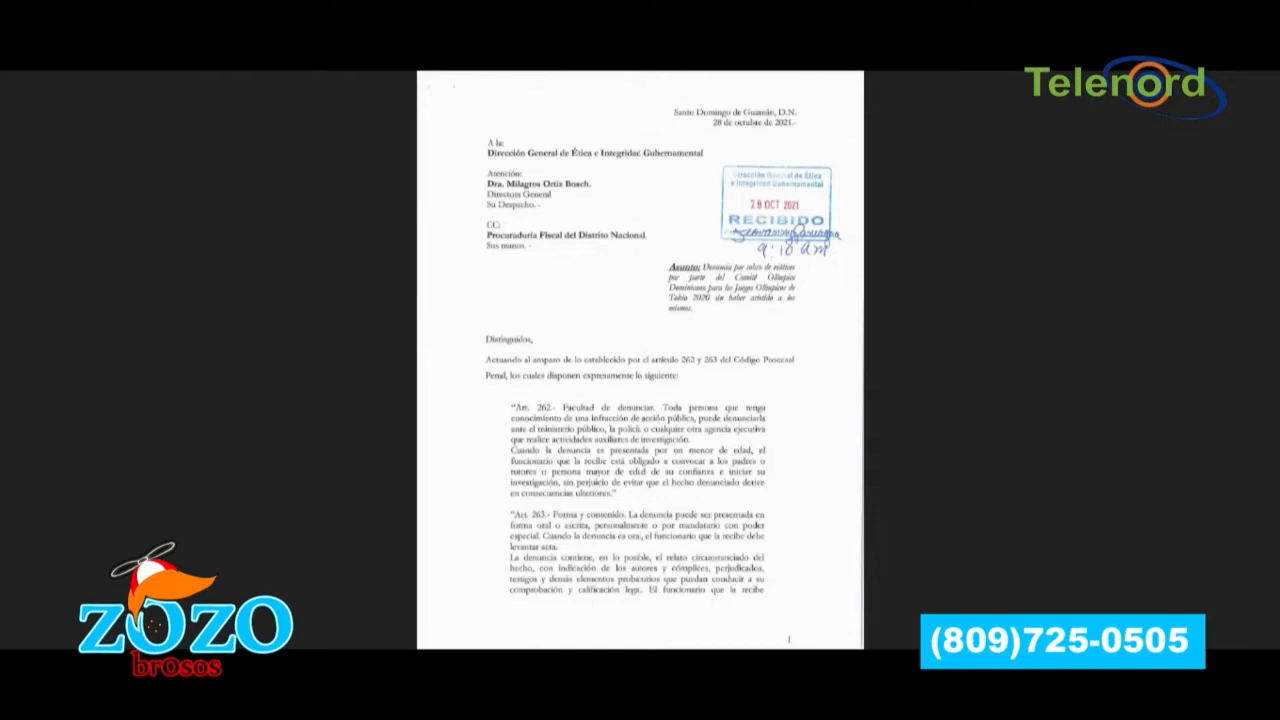 Telenord
Santo Domingo de Guzmán, D.N.
28 de octubre de 2021.-
A la:
Dirección General de Ética e Integridad Gubernamental
Atención:
Dra. Milagros Ortiz Bosch.
Directora General
Su Despacho. -
CC:
Procuraduría Fiscal del Distrito Nacional.
Sus manos. -
Dirección General de Ética
e Integridad Gubernamental
29 OCT 2021
RECIBIDO
9:10 am
Asunto: Denuncia por cobro de viáticos
por parte del Comité Olímpico
Dominicano para los Juegos Olímpicos de
Tokio 2020 sin haber asistido a los
mismos.
Distinguidos,
Actuando al amparo de lo establecido por el artículo 262 y 263 del Código Procesal
Penal, los cuales disponen expresamente lo siguiente:
"Art. 262.- Facultad de denunciar. Toda persona que tenga
conocimiento de una infracción de acción pública, puede denunciarla
ante el ministerio público, la policía o cualquier otra agencia ejecutiva
que realice actividades auxiliares de investigación.
Cuando la denuncia es presentada por un menor de edad, el
funcionario que la recibe está obligado a convocar a los padres o
tutores o persona mayor de edad de su confianza e iniciar su
investigación, sin perjuicio de evitar que el hecho denunciado derive
en consecuencias ulteriores."
"Art. 263.- Forma y contenido. La denuncia puede ser presentada en
forma oral o escrita, personalmente o por mandatario con poder
especial. Cuando la denuncia es oral, el funcionario que la recibe debe
levantar acta.
La denuncia contiene, en lo posible, el relato circunstanciado del
hecho, con indicación de los autores y cómplices, perjudicados,
testigos y demás elementos probatorios que puedan conducir a su
comprobación y calificación legal. El funcionario que la recibe
1
ZOZO
brosos
(809)725-0505